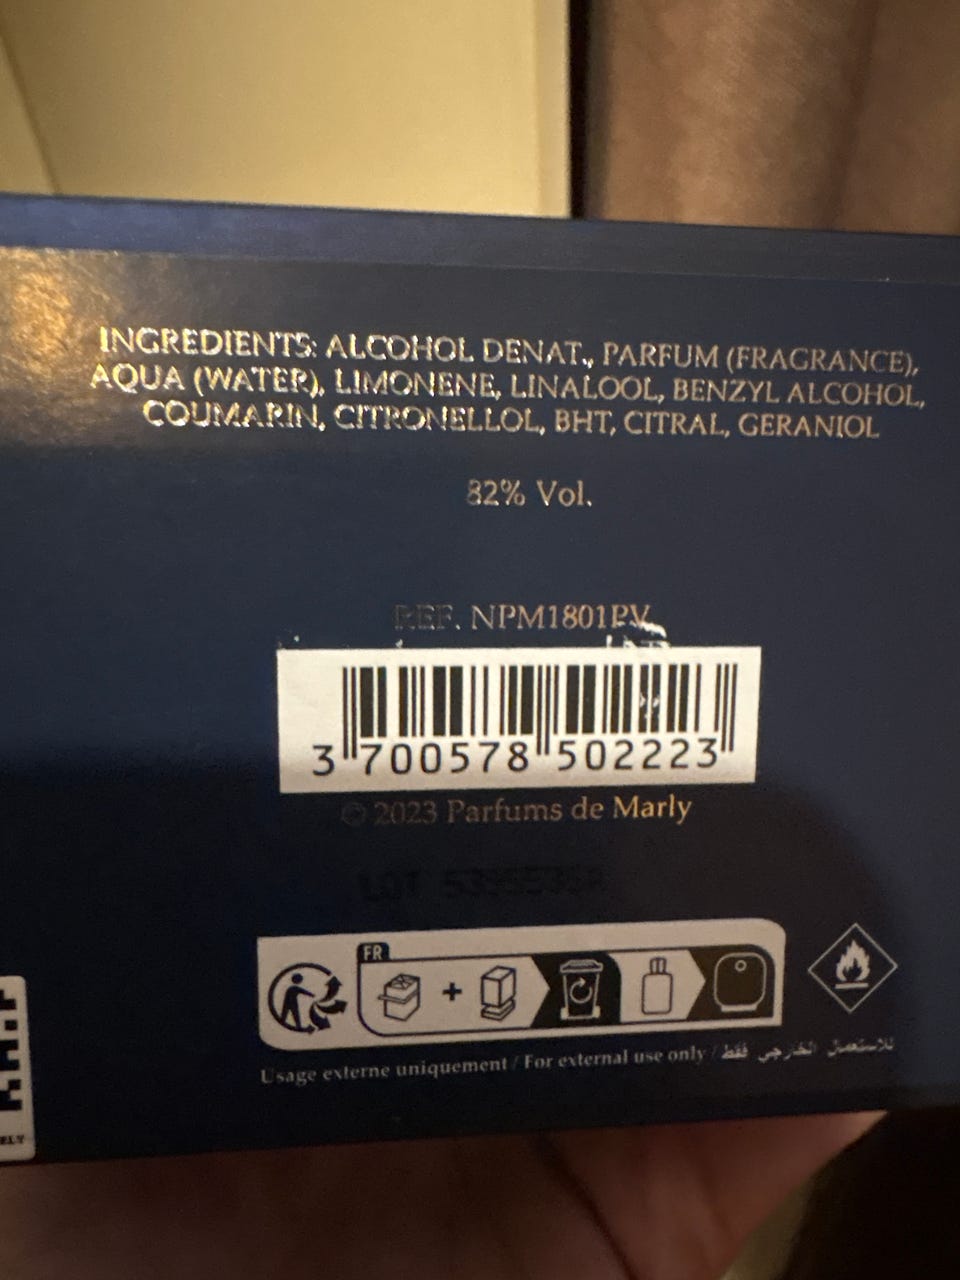 INGREDIENTS: ALCOHOL DENAT., PARFUM (FRAGRANCE),
AQUA (WATER), LIMONENE, LINALOOL, BENZYL ALCOHOL,
COUMARIN, CITRONELLOL, BHT, CITRAL, GERANIOL
82% Vol.
REF. NPM1801PV
3 700578 502223
© 2023 Parfums de Marly
LOT
FR
+
Usage externe uniquement / For external use only / للاستعمال الخارجي فقط